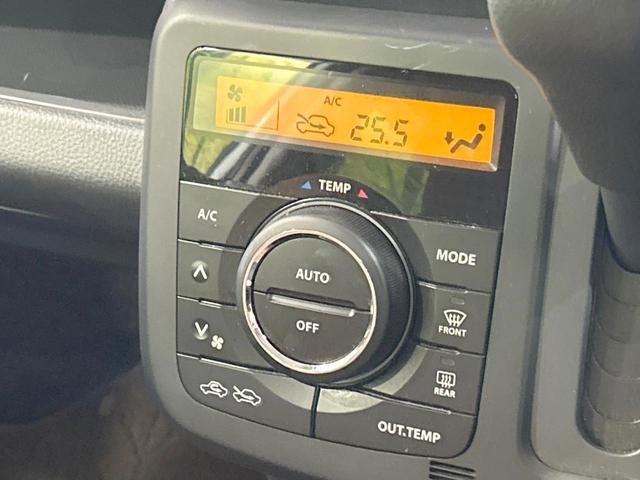 A/C
25.5
TEMP
A/C
AUTO
MODE
OFF
FRONT
REAR
OUT.TEMP